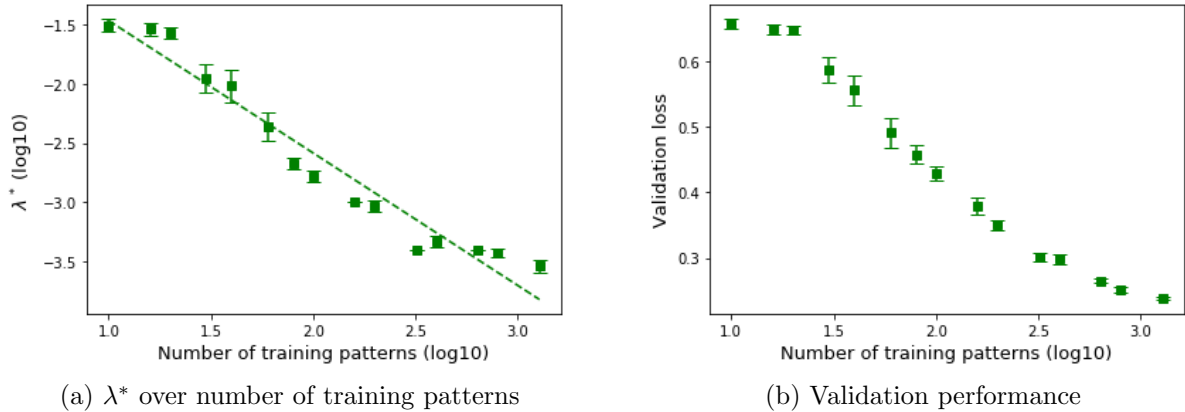 −1.5
−2.0
−2.5
−3.0
−3.5
λ* (log10)
1.0 1.5 2.0 2.5 3.0
Number of training patterns (log10)
(a) λ* over number of training patterns
0.6
0.5
0.4
0.3
Validation loss
1.0 1.5 2.0 2.5 3.0
Number of training patterns (log10)
(b) Validation performance